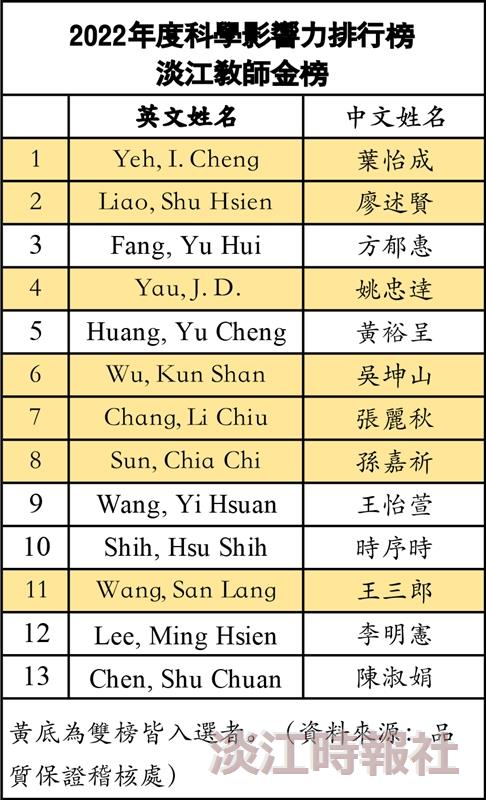 2022年度科學影響力排行榜
淡江教師金榜
英文姓名 中文姓名
1 Yeh, I. Cheng 葉怡成
2 Liao, Shu Hsien 廖述賢
3 Fang, Yu Hui 方郁惠
4 Yau, J. D. 姚忠達
5 Huang, Yu Cheng 黃裕呈
6 Wu, Kun Shan 吳坤山
7 Chang, Li Chiu 張麗秋
8 Sun, Chia Chi 孫嘉祈
9 Wang, Yi Hsuan 王怡萱
10 Shih, Hsu Shih 時序時
11 Wang, San Lang 王三郎
12 Lee, Ming Hsien 李明憲
13 Chen, Shu Chuan 陳淑娟
黃底為雙榜皆入選者。（資料來源：品
質保證稽核處）
淡江時報社